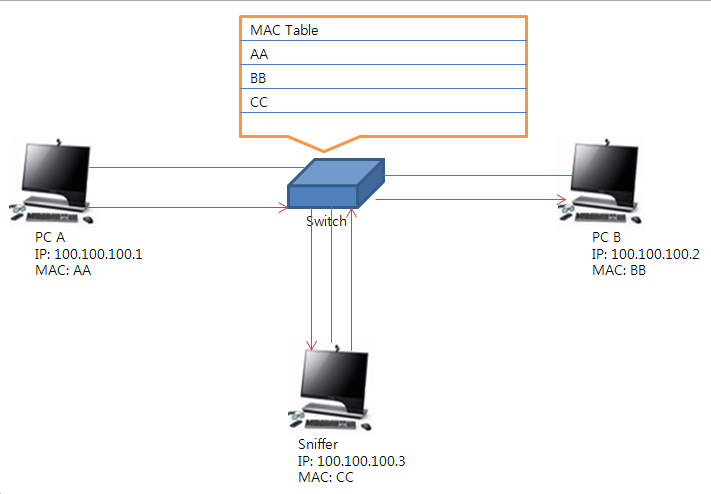 MAC Table
AA
BB
CC
Switch
PC A
IP: 100.100.100.1
MAC: AA
PC B
IP: 100.100.100.2
MAC: BB
Sniffer
IP: 100.100.100.3
MAC: CC